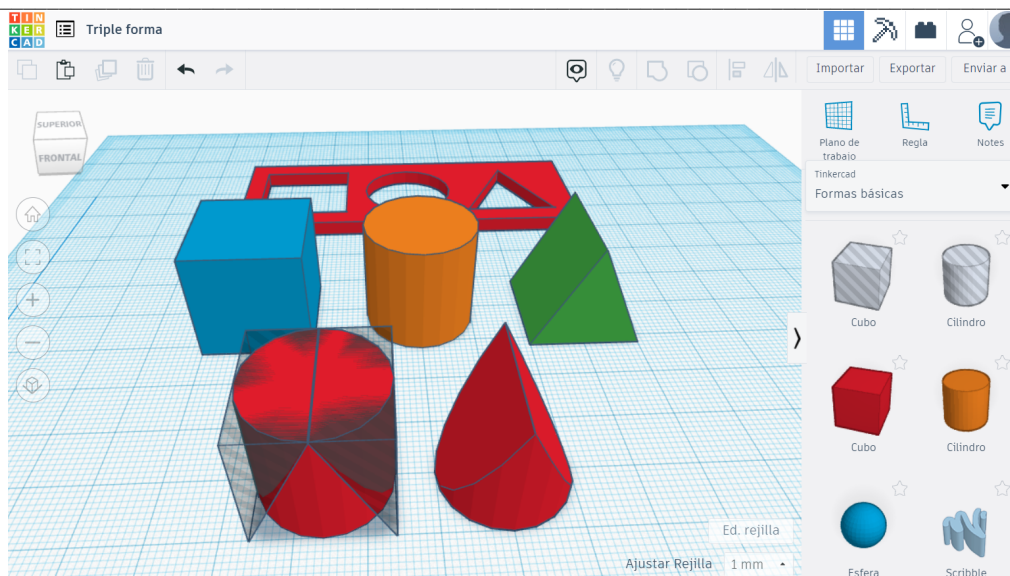 TIN
KER
CAD
Triple forma
Importar
Exportar
Enviar a
SUPERIOR
FRONTAL
Plano de
trabajo
Regla
Notes
Tinkercad
Formas básicas
Cubo
Cilindro
Cubo
Cilindro
Esfera
Scribble
Ed. rejilla
Ajustar Rejilla
1 mm